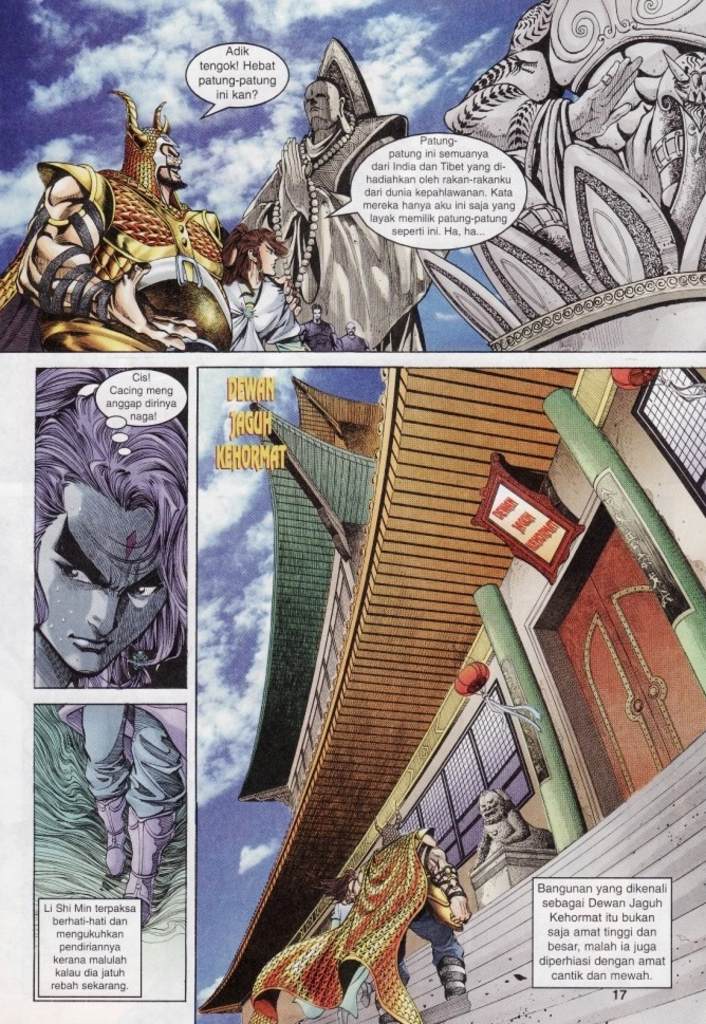 Adik
tengok! Hebat
patung-patung
ini kan?
Patung-
patung ini semuanya
dari India dan Tibet yang di-
hadiahkan oleh rakan-rakanku
dari dunia kepahlawanan. Kata
mereka hanya aku ini saja yang
layak memilik patung-patung
seperti ini. Ha, ha...
Cis!
Cacing meng
anggap dirinya
naga!
DEWAN
JAGUH
KEHORMAT
Li Shi Min terpaksa
berhati-hati dan
mengukuhkan
pendiriannya
kerana malulah
kalau dia jatuh
rebah sekarang.
Bangunan yang dikenali
sebagai Dewan Jaguh
Kehormat itu bukan
saja amat tinggi dan
besar, malah ia juga
diperhiasi dengan amat
cantik dan mewah.
17